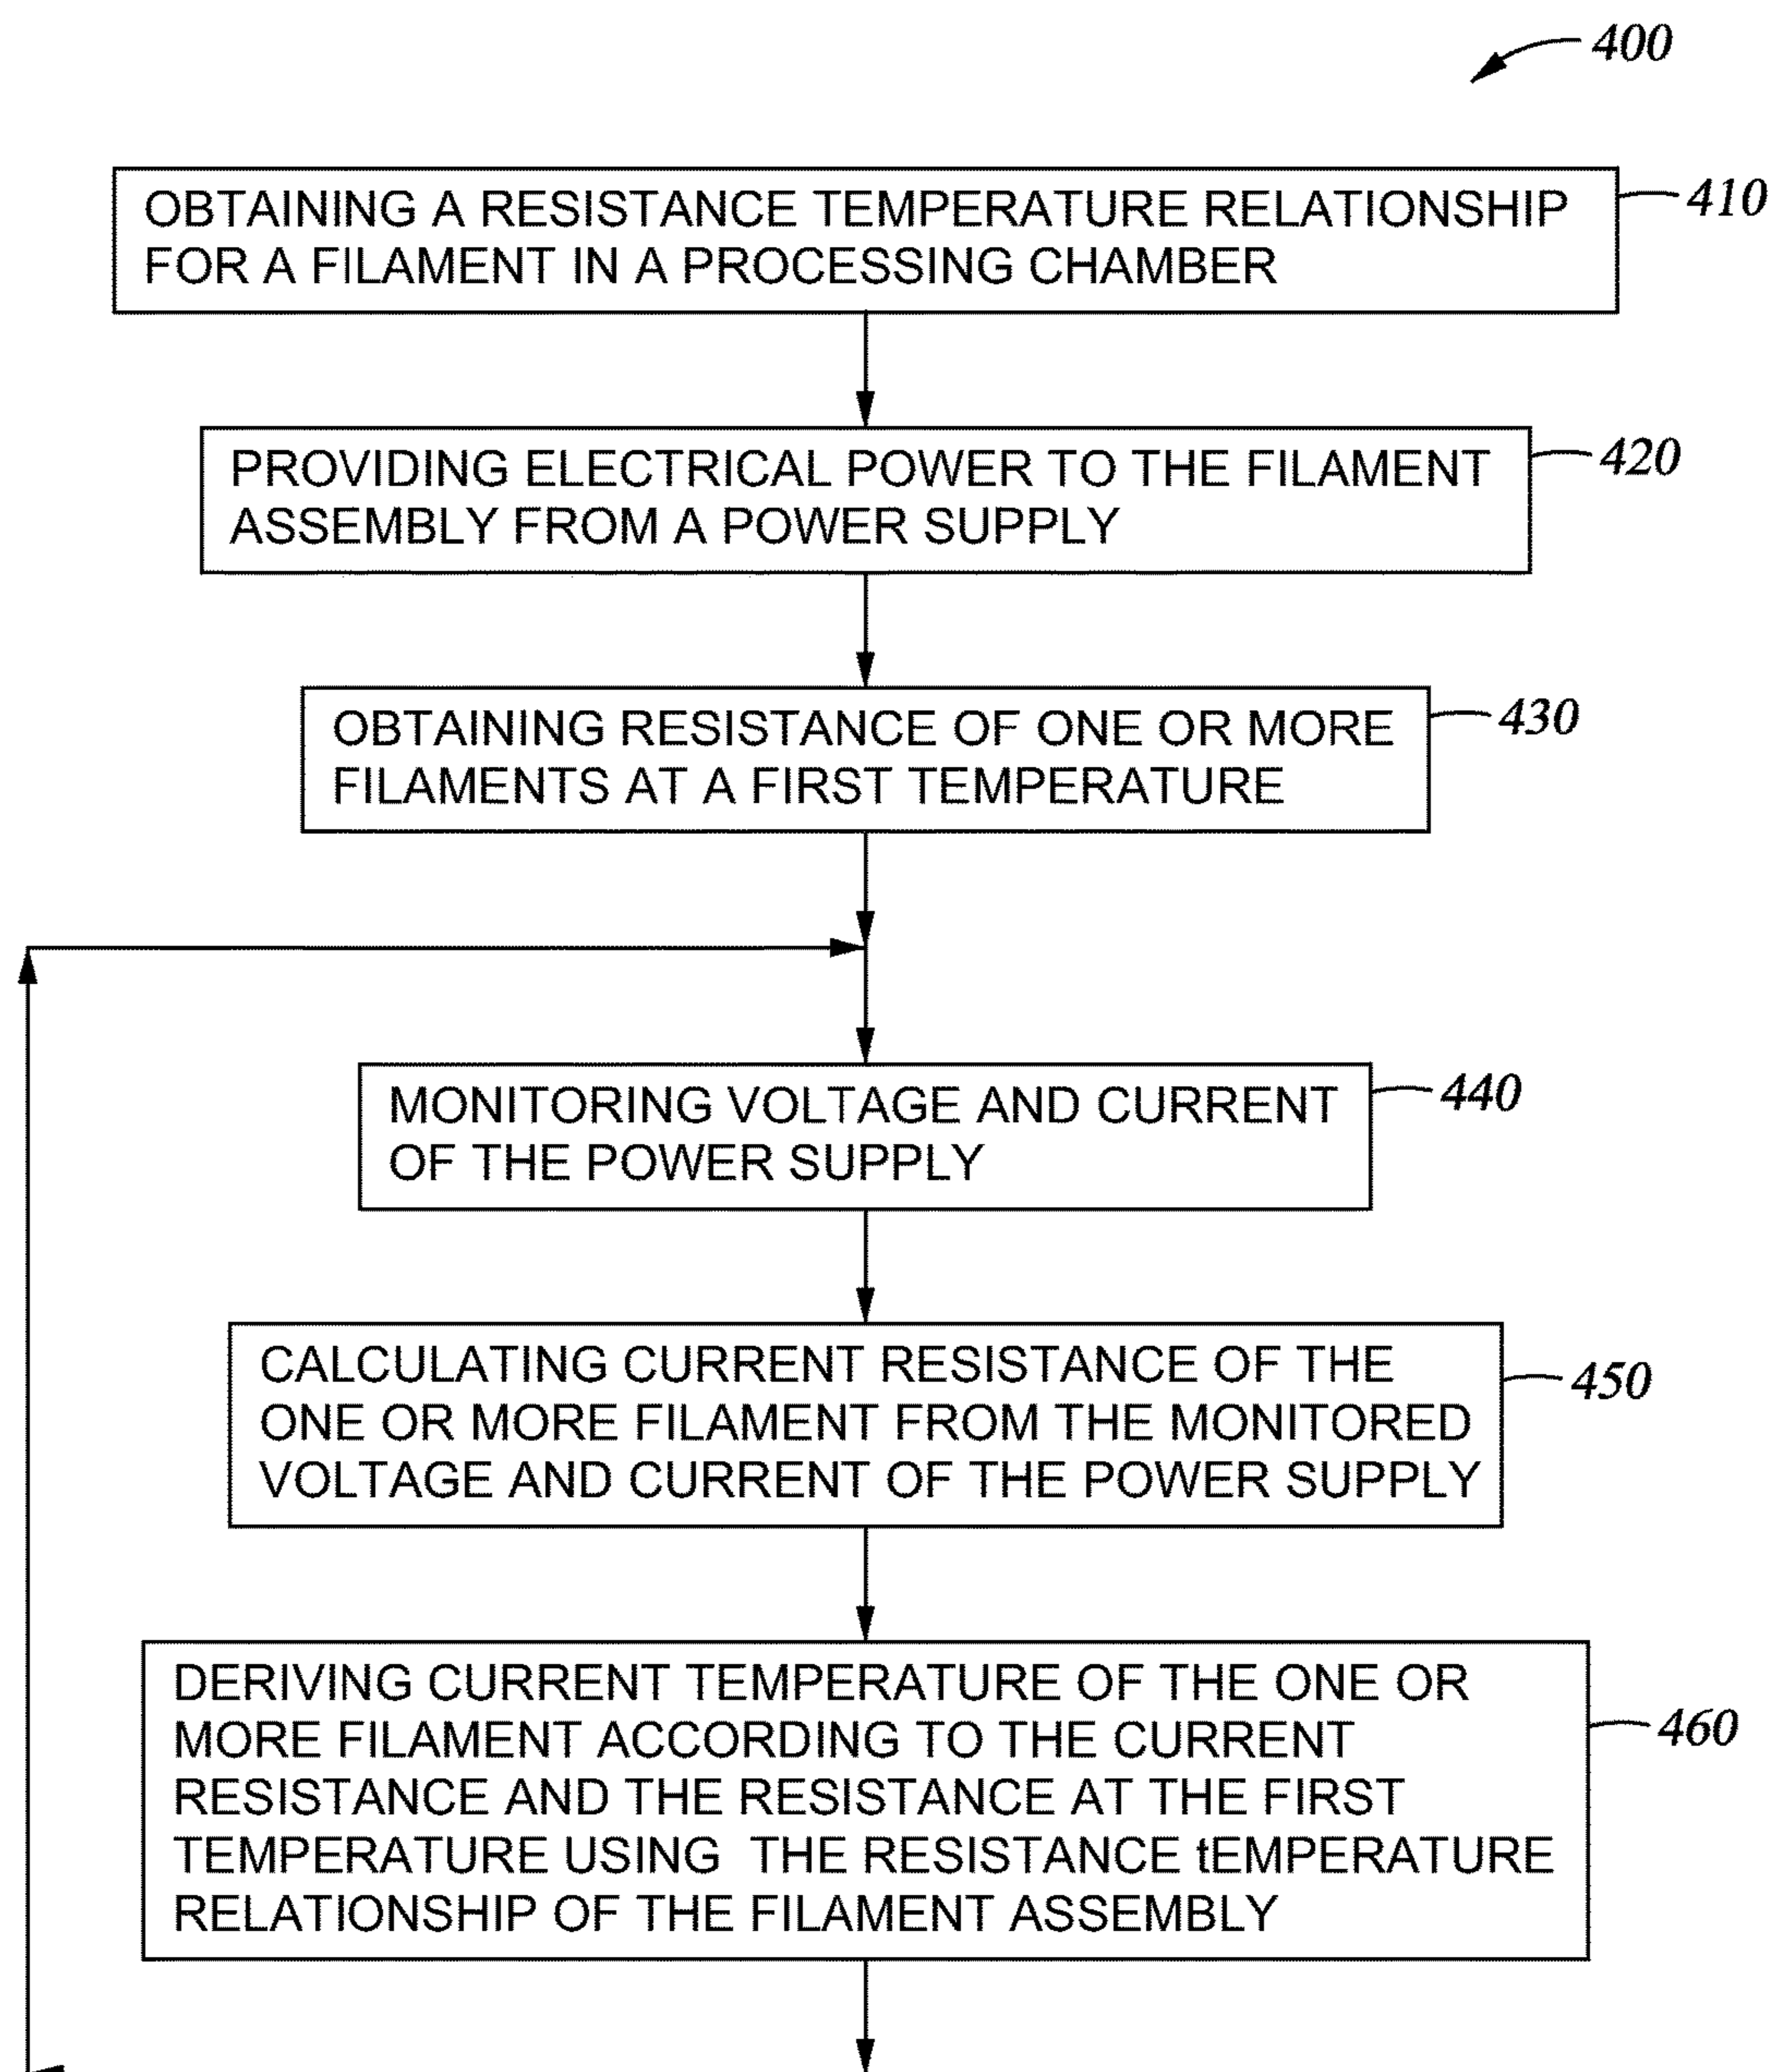 400
OBTAINING A RESISTANCE TEMPERATURE RELATIONSHIP
FOR A FILAMENT IN A PROCESSING CHAMBER
410
PROVIDING ELECTRICAL POWER TO THE FILAMENT
ASSEMBLY FROM A POWER SUPPLY
420
OBTAINING RESISTANCE OF ONE OR MORE
FILAMENTS AT A FIRST TEMPERATURE
430
MONITORING VOLTAGE AND CURRENT
OF THE POWER SUPPLY
440
CALCULATING CURRENT RESISTANCE OF THE
ONE OR MORE FILAMENT FROM THE MONITORED
VOLTAGE AND CURRENT OF THE POWER SUPPLY
450
DERIVING CURRENT TEMPERATURE OF THE ONE OR
MORE FILAMENT ACCORDING TO THE CURRENT
RESISTANCE AND THE RESISTANCE AT THE FIRST
TEMPERATURE USING THE RESISTANCE tEMPERATURE
RELATIONSHIP OF THE FILAMENT ASSEMBLY
460